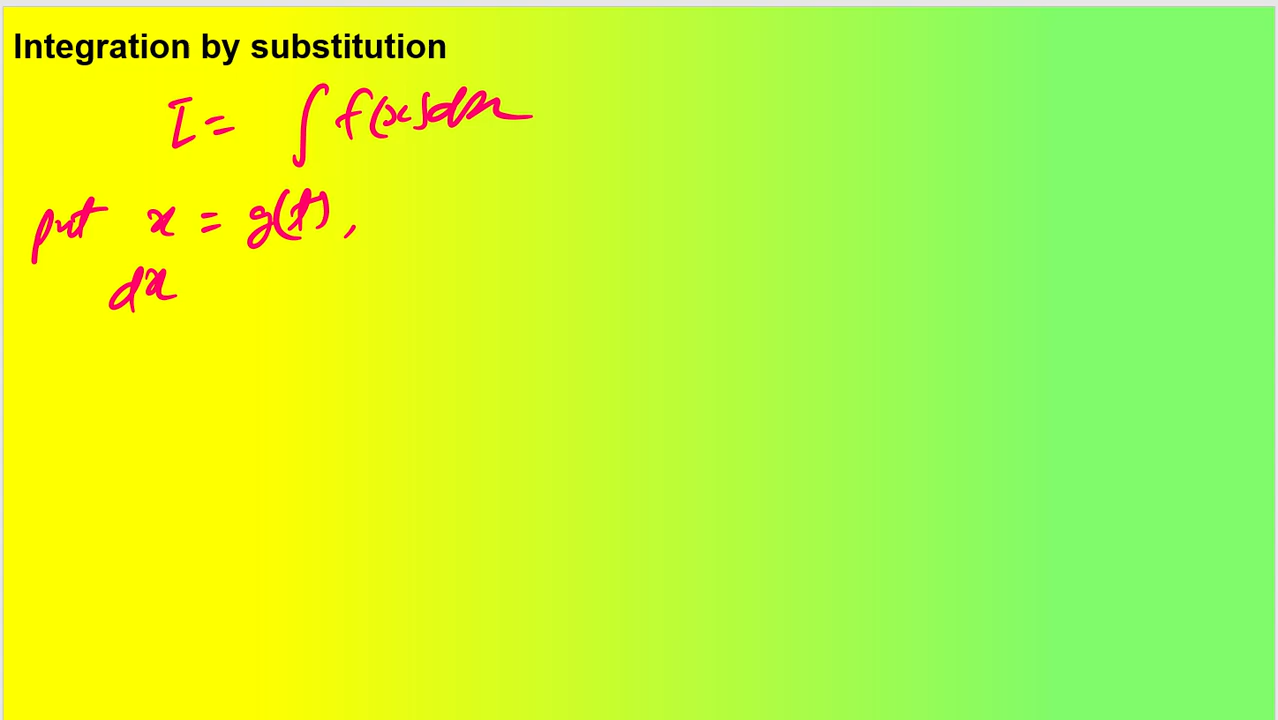 Integration by substitution
I = ∫ f(x)dx
put x = g(t),
dx